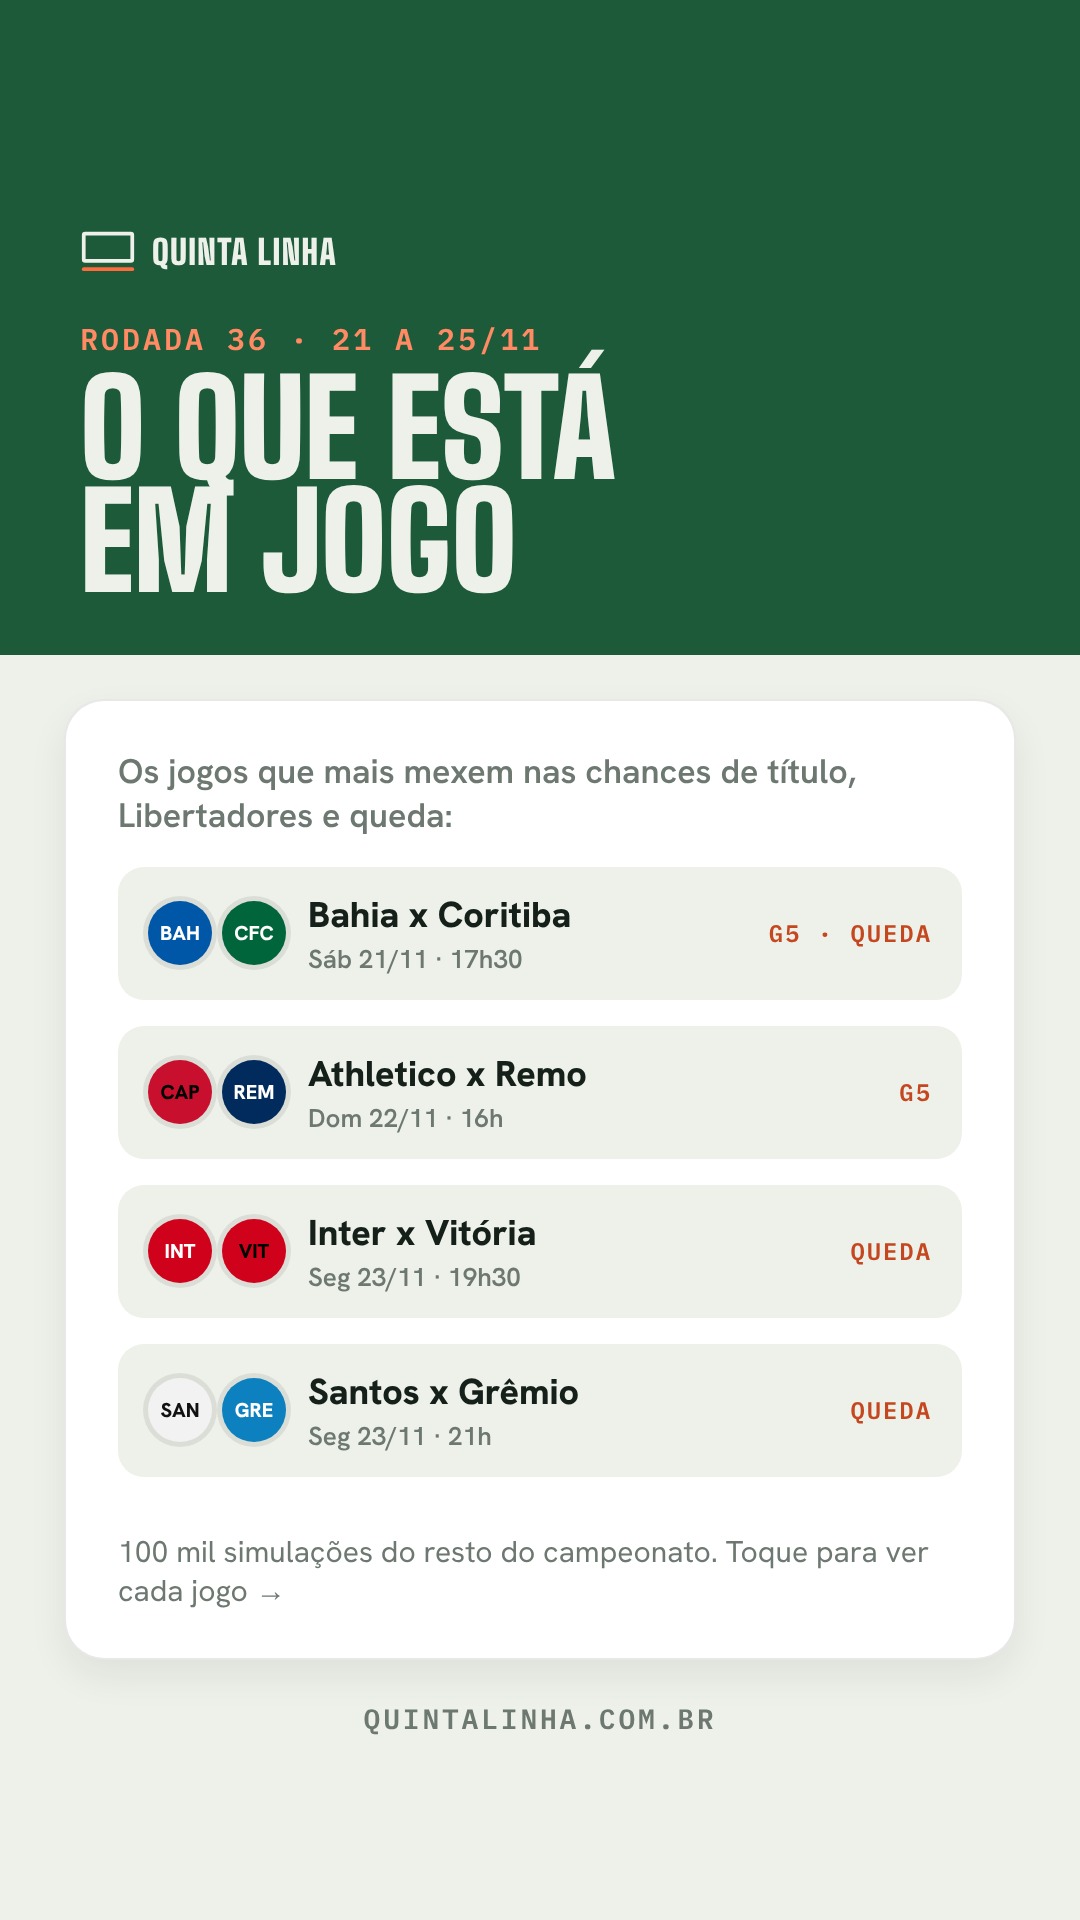 QUINTA LINHA
RODADA 36 · 21 A 25/11
O QUE ESTÁ
EM JOGO
Os jogos que mais mexem nas chances de título,
Libertadores e queda:
BAH CFC Bahia x Coritiba
Sáb 21/11 · 17h30
G5 · QUEDA
CAP REM Athletico x Remo
Dom 22/11 · 16h
G5
INT VIT Inter x Vitória
Seg 23/11 · 19h30
QUEDA
SAN GRE Santos x Grêmio
Seg 23/11 · 21h
QUEDA
100 mil simulações do resto do campeonato. Toque para ver
cada jogo →
QUINTALINHA.COM.BR